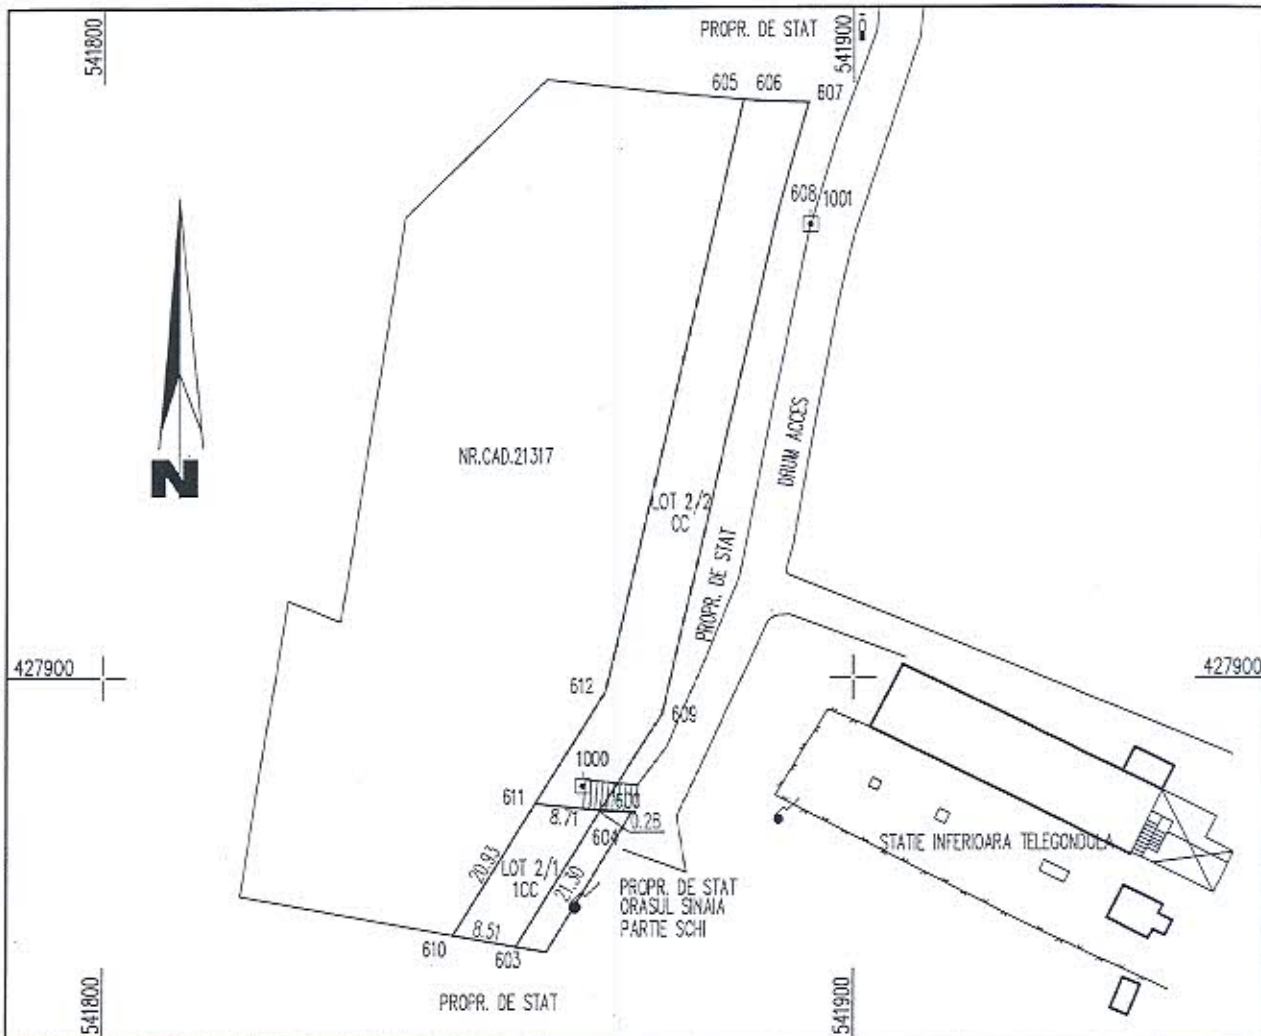 PROPR. DE STAT
541800
541900
605
606
607
608
1001
NR.CAD.21317
N
DRUM ACCES
LOT 2/2
CC
PROPR. DE STAT
427900
427900
612
609
1000
611
8.71
604
0.25
20.93
LOT 2/1
1CC
21.30
STATIE INFERIOARA TELEGONDULA
PROPR. DE STAT
ORASUL SINAIA
PARTIE SCHI
8.51
610
603
PROPR. DE STAT
541800
541900